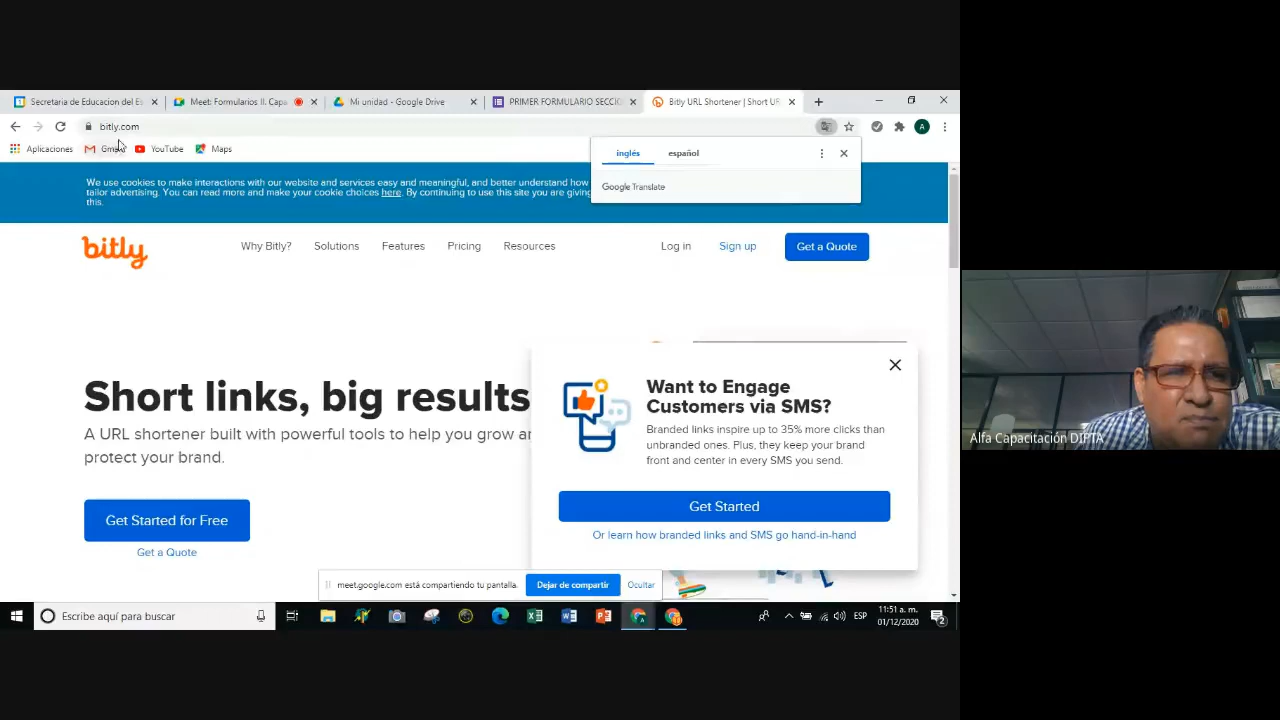 Secretaria de Educacion del Es
Meet: Formularios II. Capa
Mi unidad - Google Drive
PRIMER FORMULARIO SECCIÓ
Bitly URL Shortener | Short UR
bitly.com
Aplicaciones
Gmail
YouTube
Maps
inglés
español
Google Translate
We use cookies to make interactions with our website and services easy and meaningful, and better understand how
tailor advertising. You can read more and make your cookie choices here. By continuing to use this site you are giving
this.
bitly
Why Bitly?
Solutions
Features
Pricing
Resources
Log in
Sign up
Get a Quote
Short links, big results
A URL shortener built with powerful tools to help you grow an
protect your brand.
Get Started for Free
Get a Quote
Want to Engage
Customers via SMS?
Branded links inspire up to 35% more clicks than
unbranded ones. Plus, they keep your brand
front and center in every SMS you send.
Get Started
Or learn how branded links and SMS go hand-in-hand
meet.google.com está compartiendo tu pantalla.
Dejar de compartir
Ocultar
Escribe aquí para buscar
ESP
11:51 a. m.
01/12/2020
2
Alfa Capacitación DIPTA